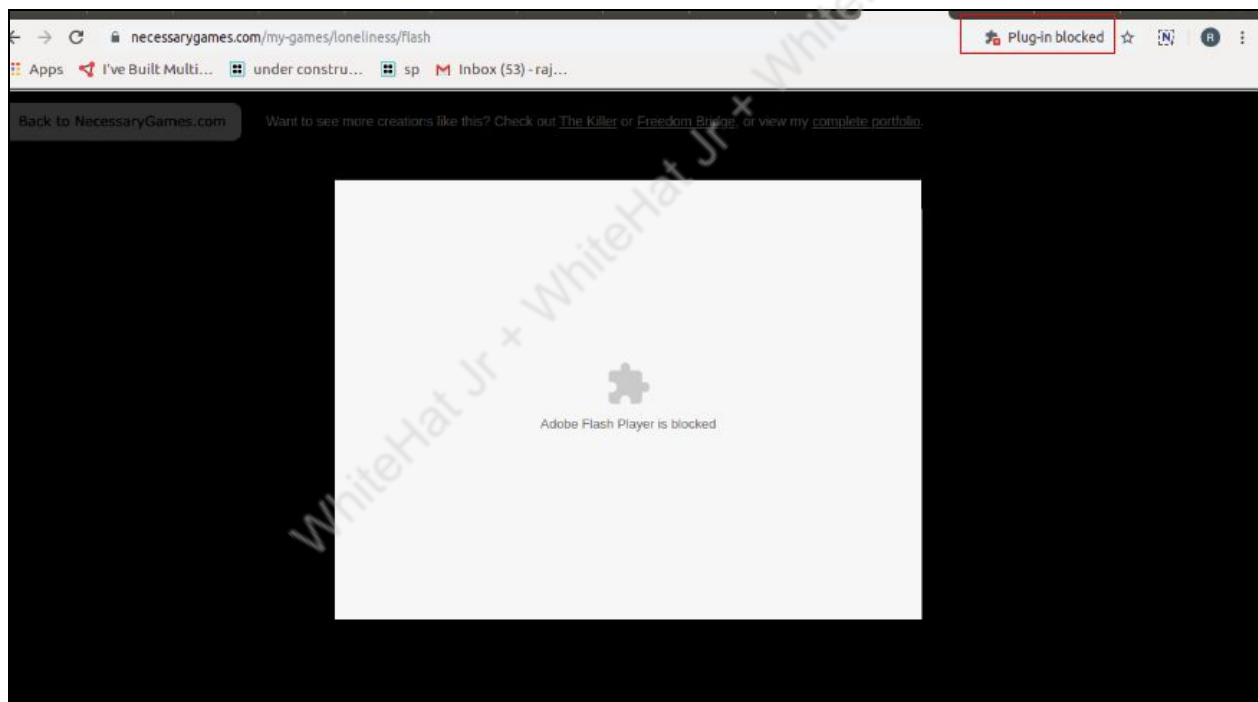 necessarygames.com/my-games/loneliness/flash
Plug-in blocked
N
R
Apps
I've Built Multi...
under constru...
sp
M Inbox (53) - raj...
Back to NecessaryGames.com
Want to see more creations like this? Check out The Killer or Freedom Bridge, or view my complete portfolio.
Adobe Flash Player is blocked
WhiteHat Jr + WhiteHat Jr + White